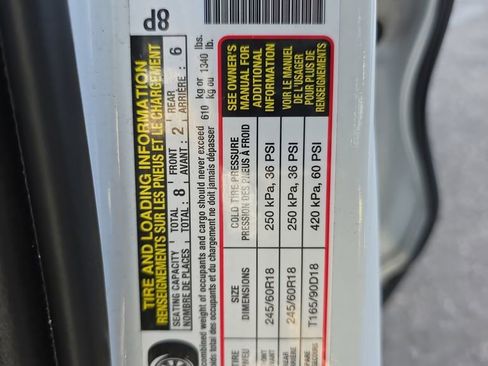 d8
TIRE AND LOADING INFORMATION
RENSEIGNEMENTS SUR LES PNEUS ET LE CHARGEMENT
SEATING CAPACITY TOTAL : 8 FRONT : 2 REAR : 6
NOMBRE DE PLACES TOTAL : 8 AVANT : 2 ARRIÈRE : 6
combined weight of occupants and cargo should never exceed 610 kg or 1340 lbs.
total des occupants et du chargement ne doit jamais dépasser 610 kg ou 1340 lb.
SIZE
DIMENSIONS
COLD TIRE PRESSURE
PRESSION DES PNEUS À FROID
245/60R18 250 kPa, 36 PSI
245/60R18 250 kPa, 36 PSI
T165/90D18 420 kPa, 60 PSI
SEE OWNER'S
MANUAL FOR
ADDITIONAL
INFORMATION
VOIR LE MANUEL
DE L'USAGER
POUR PLUS DE
RENSEIGNEMENTS